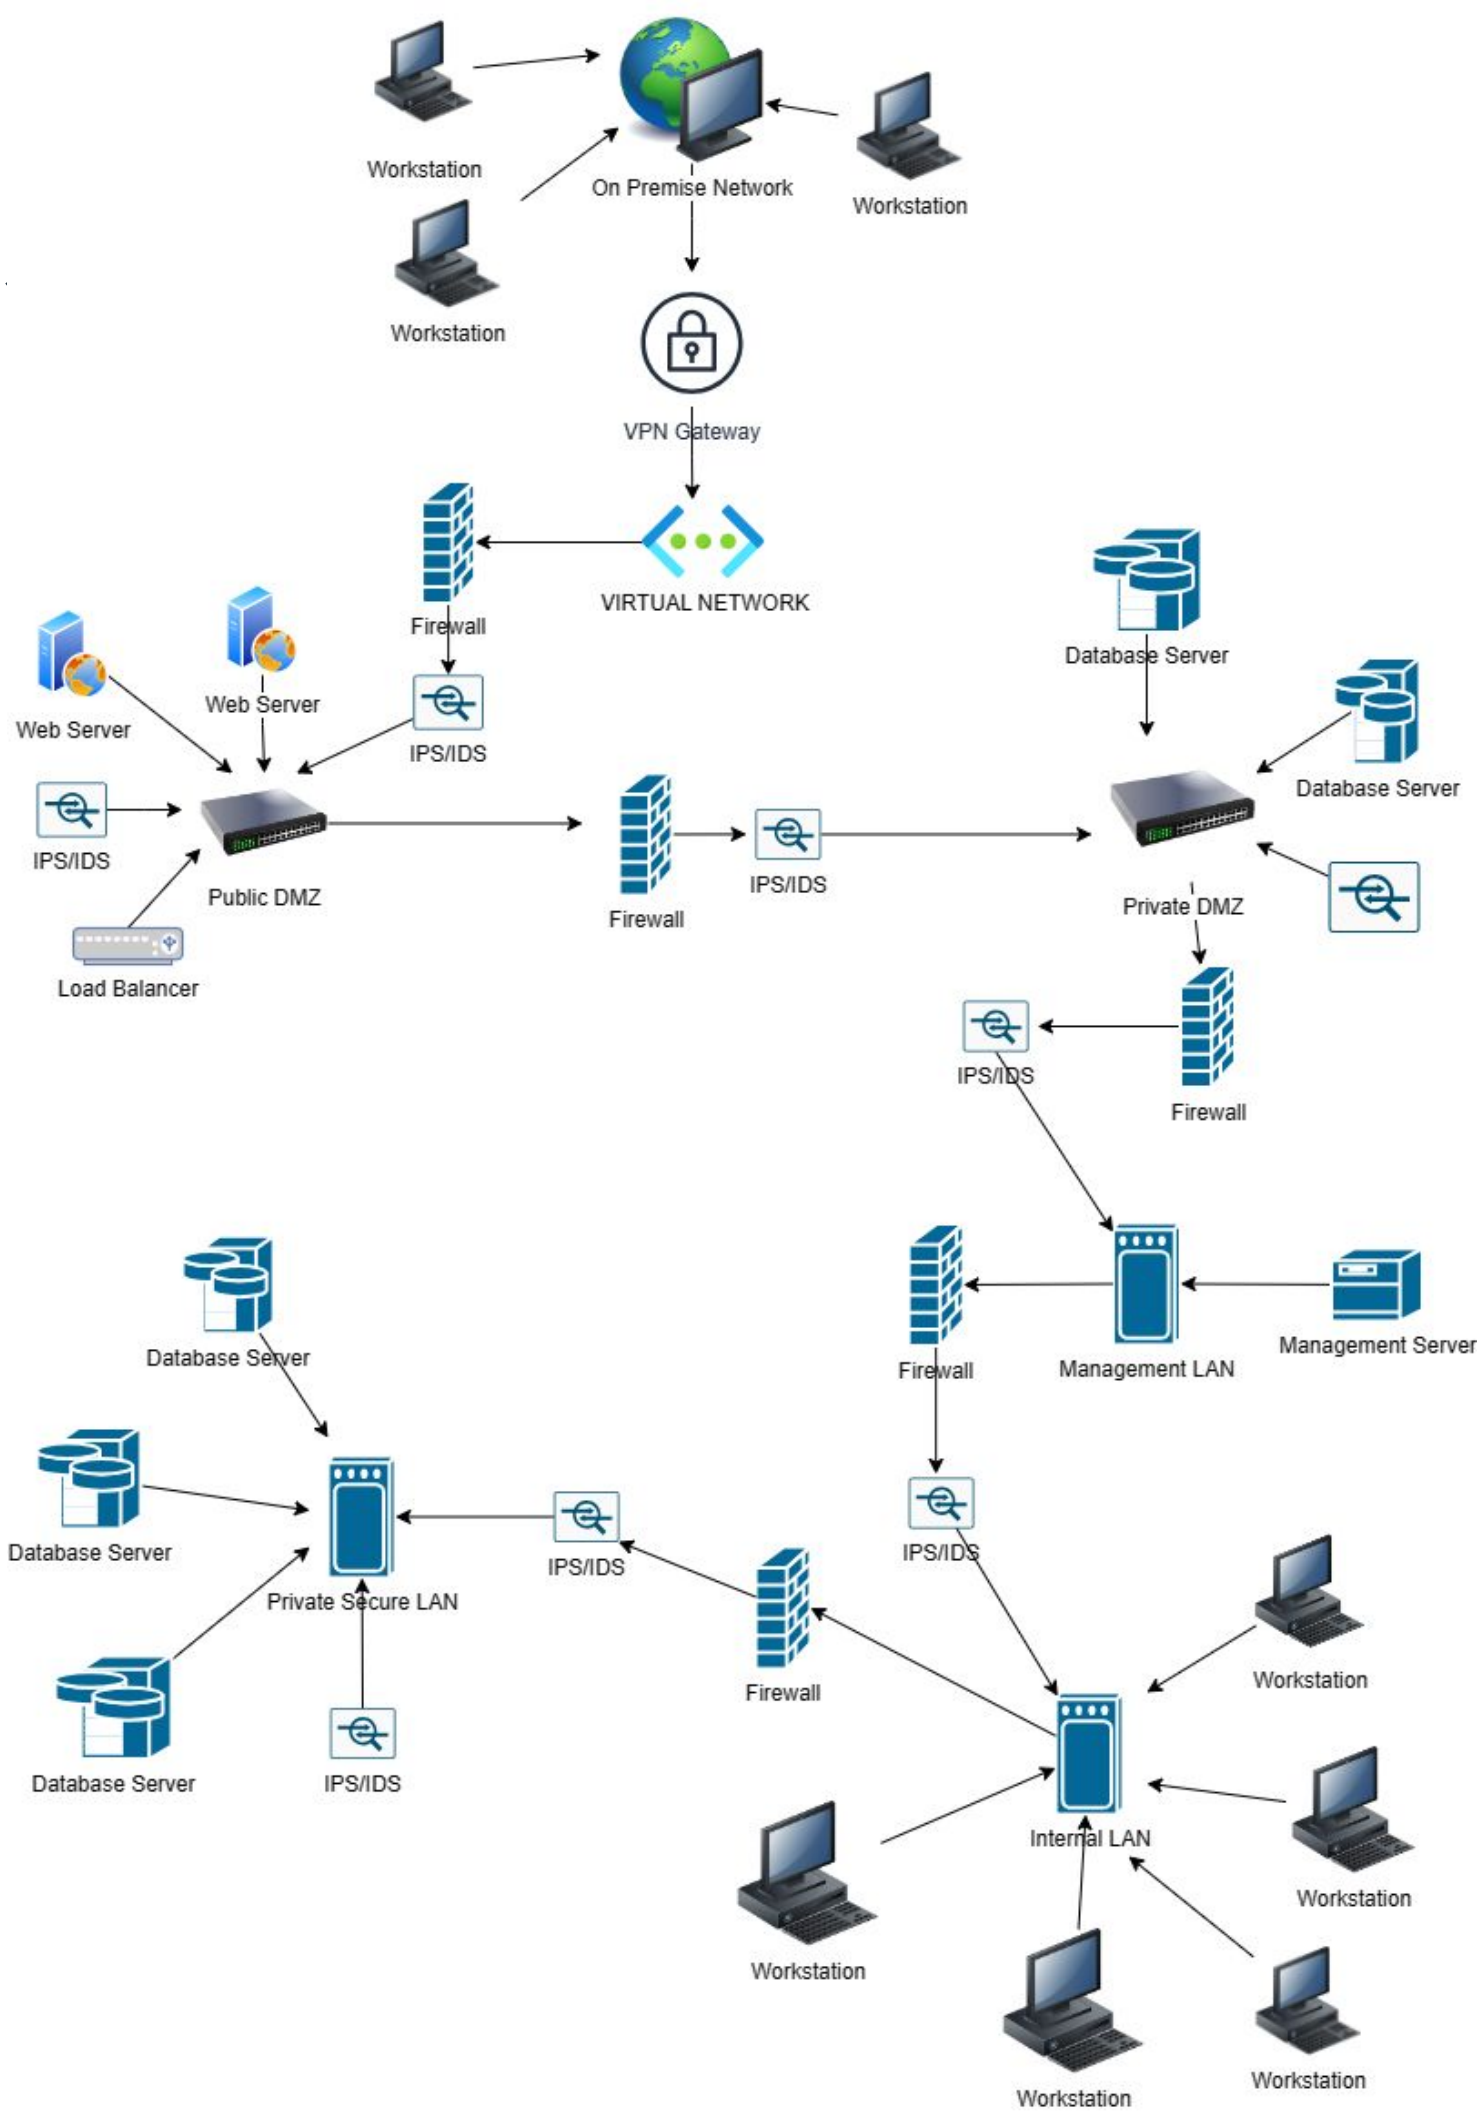 Workstation
On Premise Network
Workstation
Workstation
VPN Gateway
VIRTUAL NETWORK
Firewall
Database Server
Web Server
Web Server
IPS/IDS
Database Server
IPS/IDS
IPS/IDS
Public DMZ
Firewall
Private DMZ
Load Balancer
IPS/IDS
Firewall
Database Server
Firewall
Management LAN
Management Server
Database Server
IPS/IDS
IPS/IDS
Private Secure LAN
Firewall
Workstation
Database Server
IPS/IDS
Internal LAN
Workstation
Workstation
Workstation
Workstation